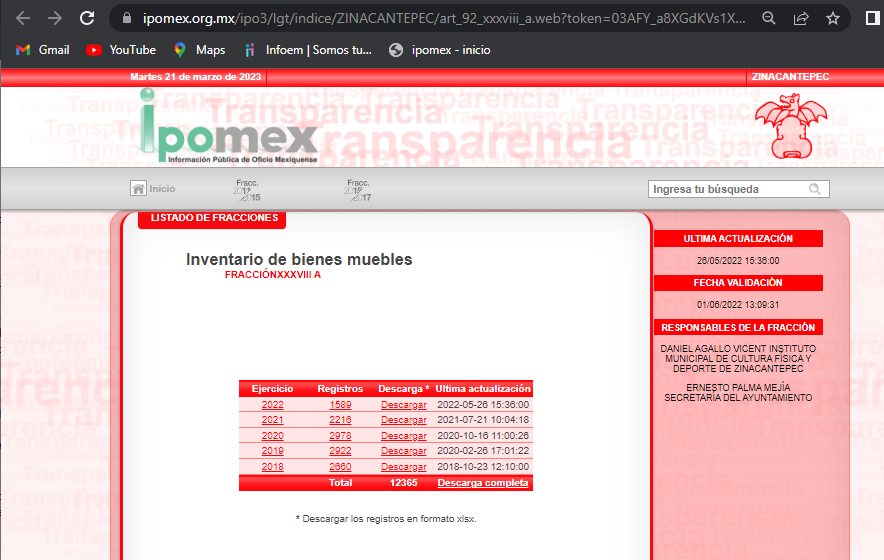 ipomex.org.mx/ipo3/lgt/indice/ZINACANTEPEC/art_92_xxxviii_a.web?token=03AFY_a8XGdKVs1X...
Gmail YouTube Maps Infoem | Somos tu... ipomex - inicio
Martes 21 de marzo de 2023 ZINACANTEPEC
Transparencia
ipomex
Información Pública de Oficio Mexiquense
Inicio Fracc. 2015 Fracc. 2017 Ingresa tu búsqueda
LISTADO DE FRACCIONES
Inventario de bienes muebles
FRACCIÓNXXXVIII A
Ejercicio Registros Descarga * Ultima actualización
2022 1589 Descargar 2022-05-26 15:36:00
2021 2216 Descargar 2021-07-21 10:04:18
2020 2978 Descargar 2020-10-16 11:00:26
2019 2922 Descargar 2020-02-26 17:01:22
2018 2660 Descargar 2018-10-23 12:10:00
Total 12365 Descarga completa
* Descargar los registros en formato xlsx.
ULTIMA ACTUALIZACIÓN
26/05/2022 15:36:00
FECHA VALIDACIÓN
01/06/2022 13:09:31
RESPONSABLES DE LA FRACCIÓN
DANIEL AGALLO VICENT INSTITUTO
MUNICIPAL DE CULTURA FISICA Y
DEPORTE DE ZINACANTEPEC
ERNESTO PALMA MEJÍA
SECRETARÍA DEL AYUNTAMIENTO